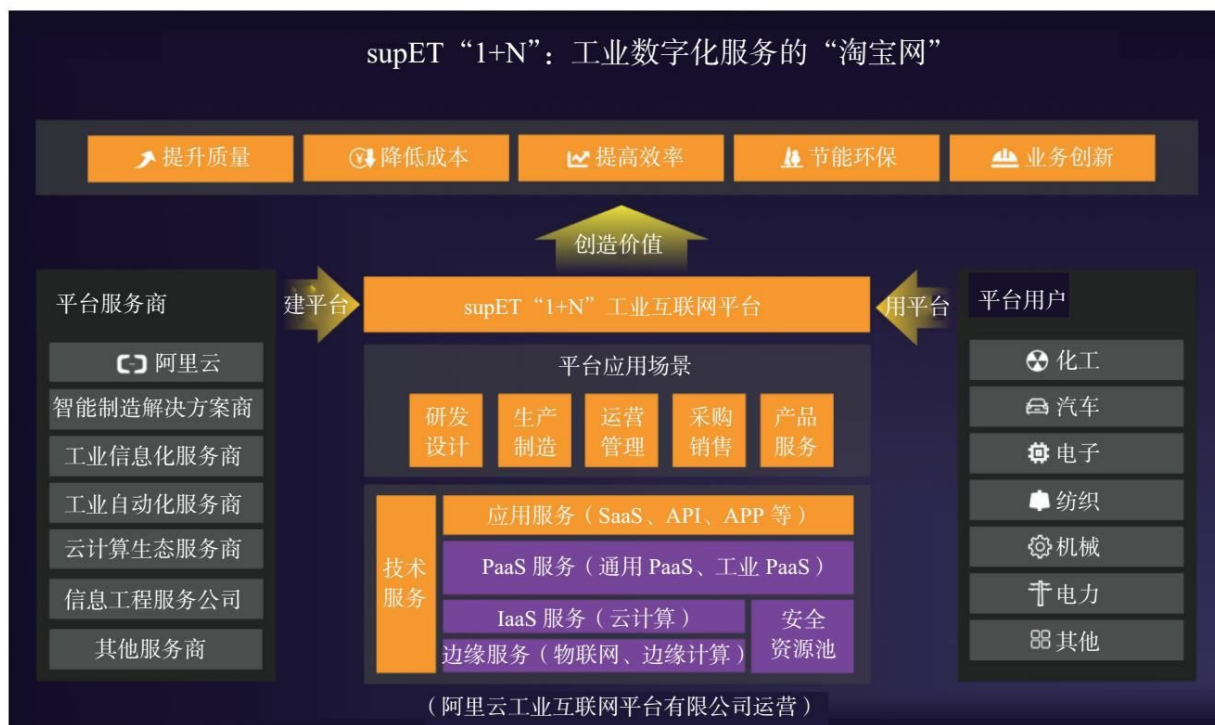 supET“1+N”：工业数字化服务的“淘宝网”
提升质量
降低成本
提高效率
节能环保
业务创新
创造价值
平台服务商
阿里云
智能制造解决方案商
工业信息化服务商
工业自动化服务商
云计算生态服务商
信息工程服务公司
其他服务商
建平台
supET“1+N”工业互联网平台
平台应用场景
研发
设计
生产
制造
运营
管理
采购
销售
产品
服务
技术
服务
应用服务（SaaS、API、APP 等）
PaaS 服务（通用 PaaS、工业 PaaS）
IaaS 服务（云计算）
边缘服务（物联网、边缘计算）
安全
资源池
用平台
平台用户
化工
汽车
电子
纺织
机械
电力
其他
（阿里云工业互联网平台有限公司运营）